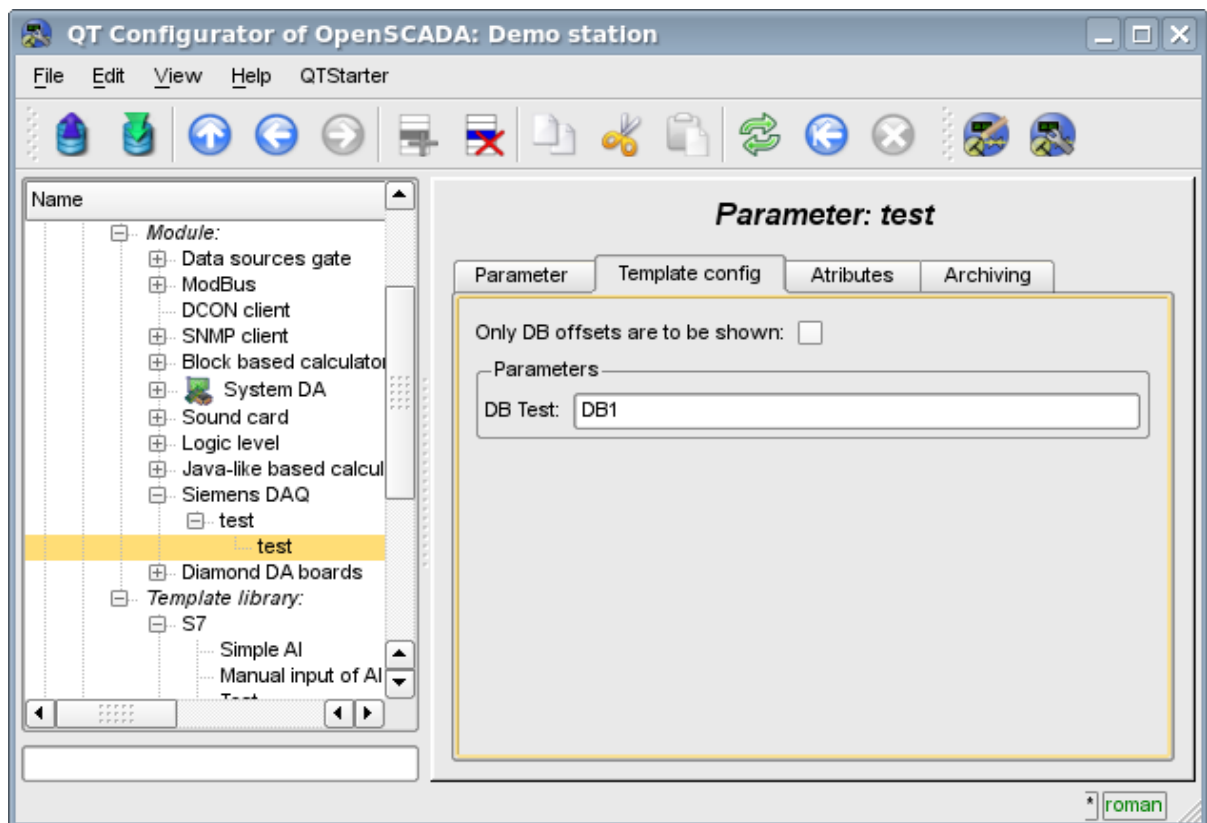 QT Configurator of OpenSCADA: Demo station
File Edit View Help QTStarter
Name
Module:
Data sources gate
ModBus
DCON client
SNMP client
Block based calculator
System DA
Sound card
Logic level
Java-like based calcul
Siemens DAQ
test
test
Diamond DA boards
Template library:
S7
Simple AI
Manual input of AI
Parameter: test
Parameter Template config Atributes Archiving
Only DB offsets are to be shown:
Parameters
DB Test: DB1
* roman